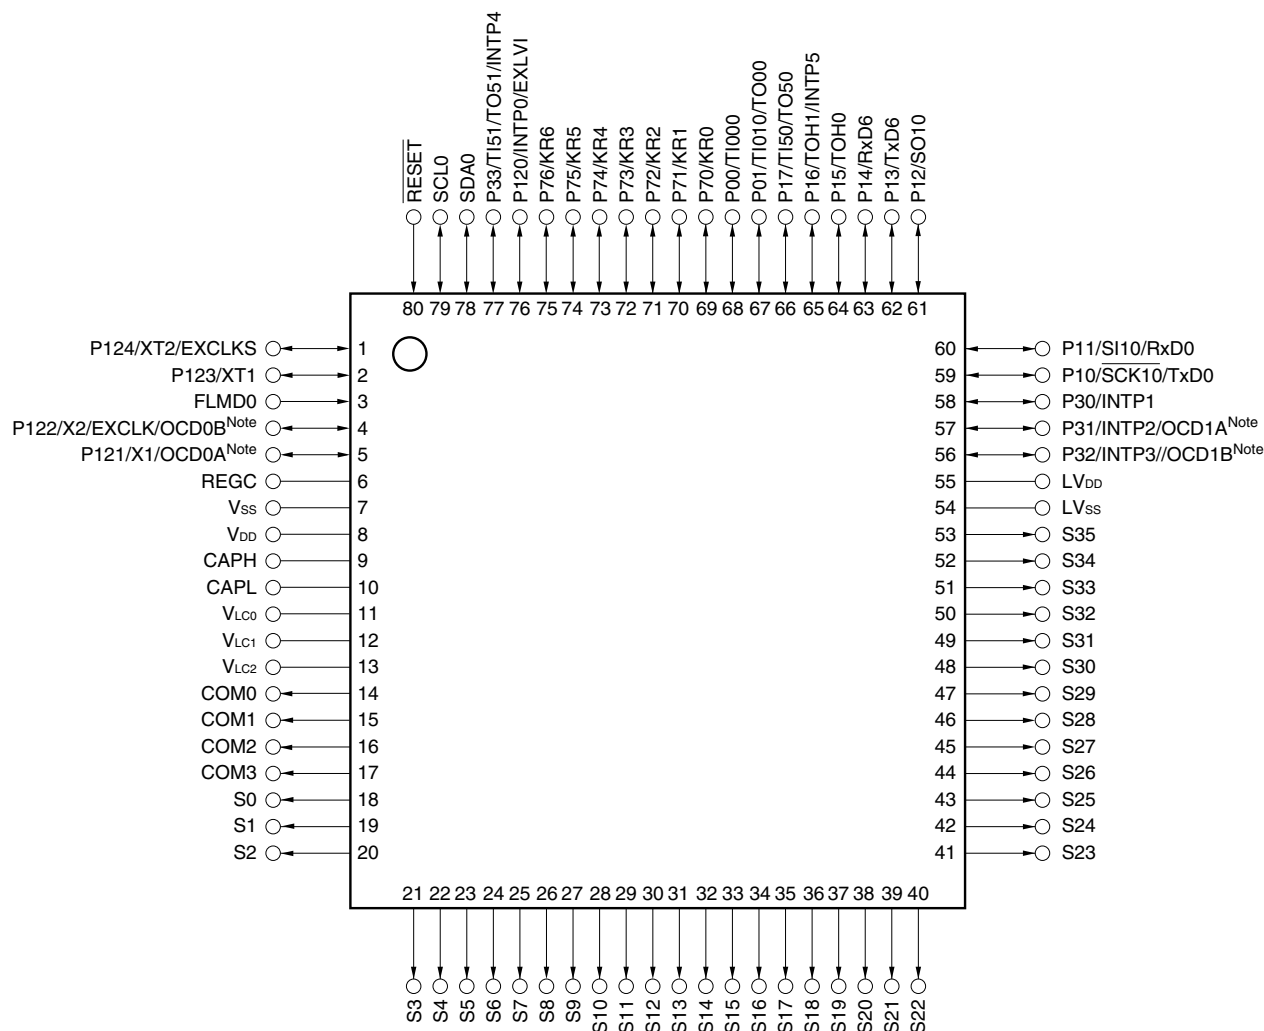 RESET
SCL0
SDA0
P33/TI51/TO51/INTP4
P120/INTP0/EXLVI
P76/KR6
P75/KR5
P74/KR4
P73/KR3
P72/KR2
P71/KR1
P70/KR0
P00/TI000
P01/TI010/TO00
P17/TI50/TO50
P16/TOH1/INTP5
P15/TOH0
P14/RxD6
P13/TxD6
P12/SO10
80 79 78 77 76 75 74 73 72 71 70 69 68 67 66 65 64 63 62 61
P124/XT2/EXCLKS 1
P123/XT1 2
FLMD0 3
P122/X2/EXCLK/OCD0BNote 4
P121/X1/OCD0ANote 5
REGC 6
VSS 7
VDD 8
CAPH 9
CAPL 10
VLC0 11
VLC1 12
VLC2 13
COM0 14
COM1 15
COM2 16
COM3 17
S0 18
S1 19
S2 20
60 P11/SI10/RxD0
59 P10/SCK10/TxD0
58 P30/INTP1
57 P31/INTP2/OCD1ANote
56 P32/INTP3//OCD1BNote
55 LVDD
54 LVSS
53 S35
52 S34
51 S33
50 S32
49 S31
48 S30
47 S29
46 S28
45 S27
44 S26
43 S25
42 S24
41 S23
21 22 23 24 25 26 27 28 29 30 31 32 33 34 35 36 37 38 39 40
S3
S4
S5
S6
S7
S8
S9
S10
S11
S12
S13
S14
S15
S16
S17
S18
S19
S20
S21
S22